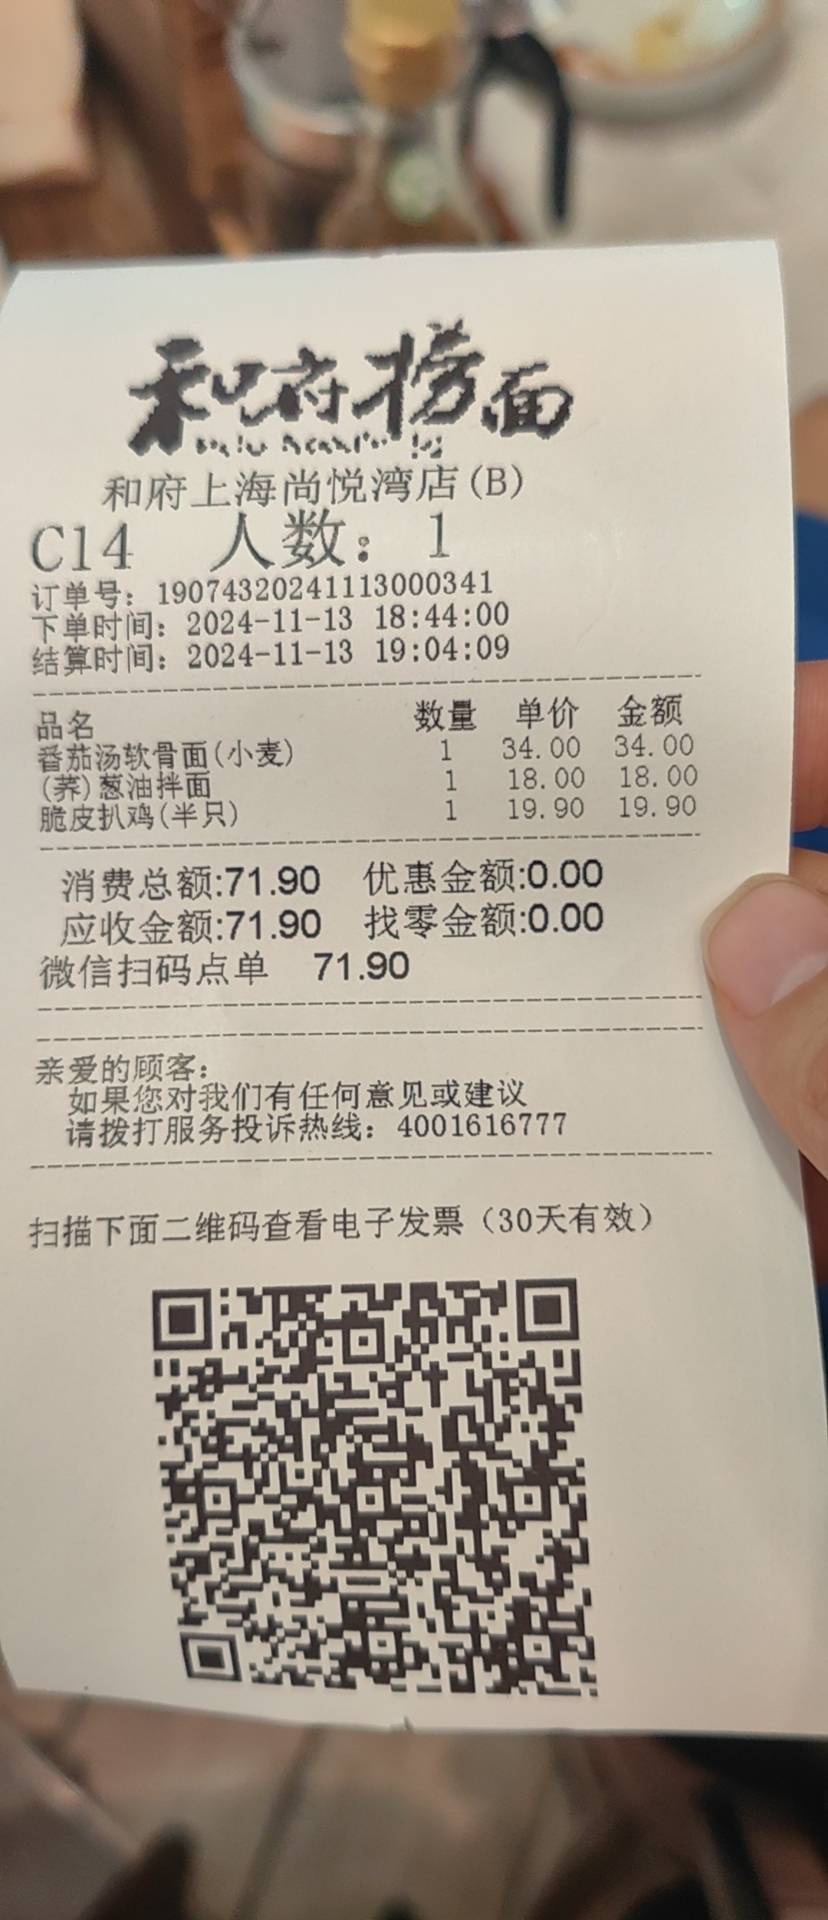 和府捞面
和府上海尚悦湾店(B)
C14 人数：1
订单号：19074320241113000341
下单时间：2024-11-13 18:44:00
结算时间：2024-11-13 19:04:09
品名 数量 单价 金额
番茄汤软骨面(小麦) 1 34.00 34.00
(荞)葱油拌面 1 18.00 18.00
脆皮扒鸡(半只) 1 19.90 19.90
消费总额:71.90 优惠金额:0.00
应收金额:71.90 找零金额:0.00
微信扫码点单 71.90
亲爱的顾客：
如果您对我们有任何意见或建议
请拨打服务投诉热线：4001616777
扫描下面二维码查看电子发票（30天有效）